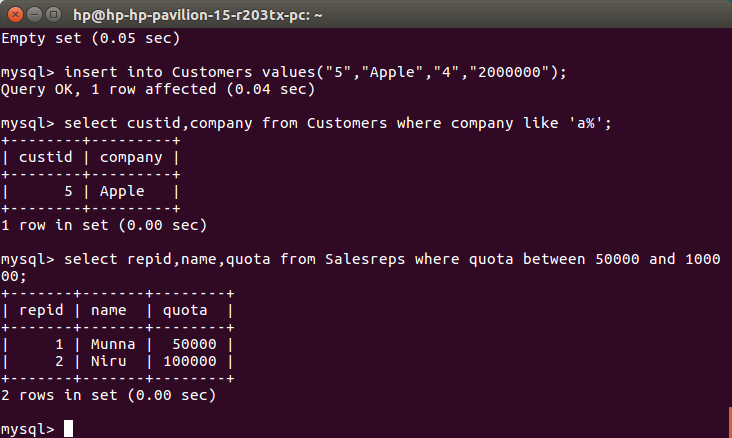 hp@hp-hp-pavilion-15-r203tx-pc: ~
Empty set (0.05 sec)
mysql> insert into Customers values("5","Apple","4","2000000");
Query OK, 1 row affected (0.04 sec)
mysql> select custid,company from Customers where company like 'a%';
+--------+---------+
| custid | company |
+--------+---------+
|      5 | Apple   |
+--------+---------+
1 row in set (0.00 sec)
mysql> select repid,name,quota from Salesreps where quota between 50000 and 1000
00;
+-------+-------+--------+
| repid | name  | quota  |
+-------+-------+--------+
|     1 | Munna |  50000 |
|     2 | Niru  | 100000 |
+-------+-------+--------+
2 rows in set (0.00 sec)
mysql>